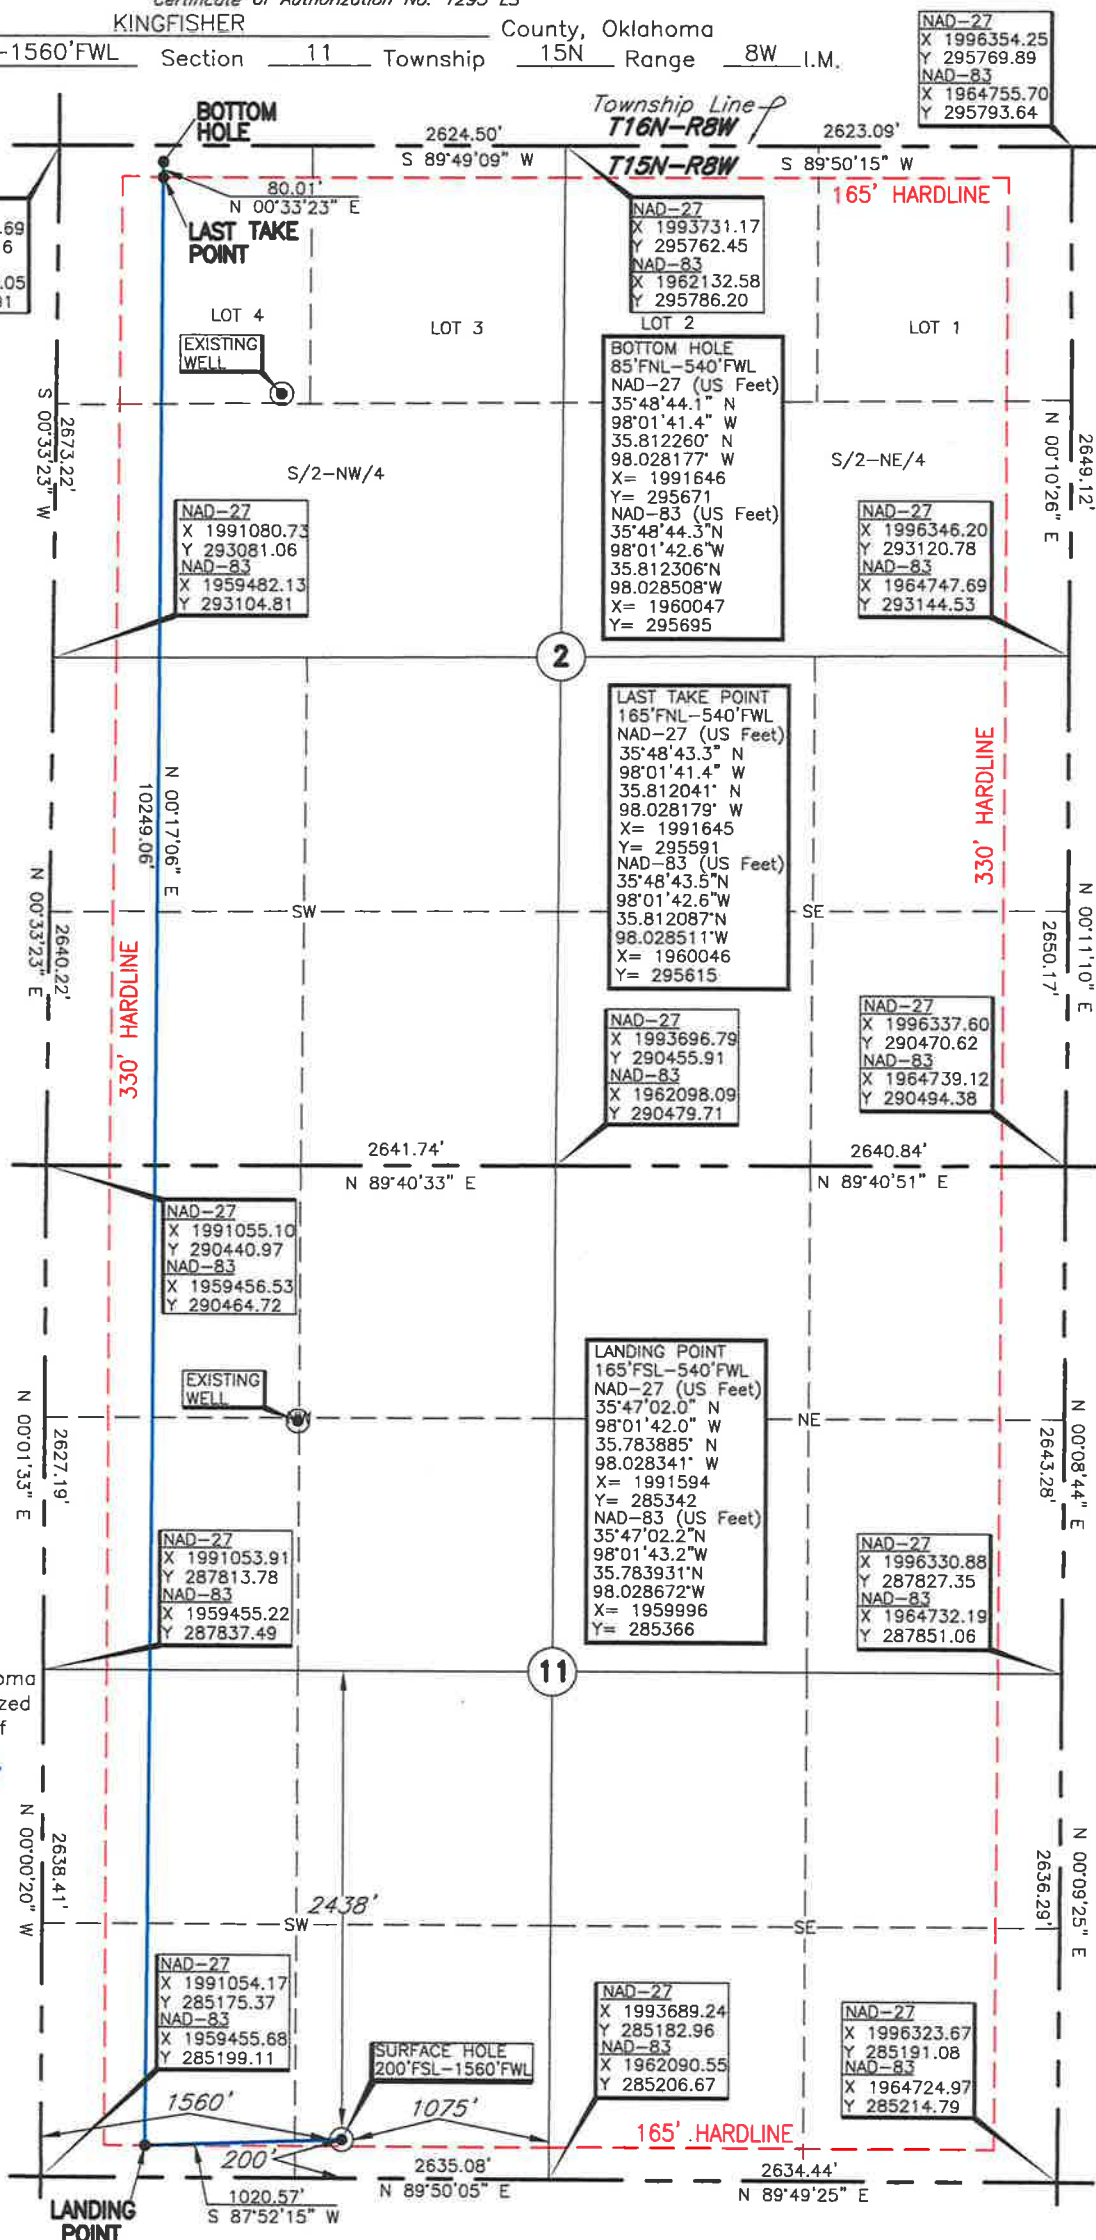 Certificate of Authorization No. 1293 LS
KINGFISHER County, Oklahoma
-1560'FWL Section 11 Township 15N Range 8W I.M.
NAD-27
X 1996354.25
Y 295769.89
NAD-83
X 1964755.70
Y 295793.64
BOTTOM
HOLE
Township Line
T16N-R8W
T15N-R8W
2624.50'
S 89°49'09" W
2623.09'
S 89°50'15" W
80.01'
N 00°33'23" E
LAST TAKE
POINT
165' HARDLINE
.69
6
.05
91
NAD-27
X 1993731.17
Y 295762.45
NAD-83
X 1962132.58
Y 295786.20
LOT 4
LOT 3
LOT 2
LOT 1
EXISTING
WELL
BOTTOM HOLE
85'FNL-540'FWL
NAD-27 (US Feet)
35°48'44.1" N
98°01'41.4" W
35.812260° N
98.028177° W
X= 1991646
Y= 295671
NAD-83 (US Feet)
35°48'44.3"N
98°01'42.6"W
35.812306°N
98.028508°W
X= 1960047
Y= 295695
S 00°33'23" W
2673.22'
S/2-NW/4
S/2-NE/4
N 00°10'26" E
2649.12'
NAD-27
X 1991080.73
Y 293081.06
NAD-83
X 1959482.13
Y 293104.81
NAD-27
X 1996346.20
Y 293120.78
NAD-83
X 1964747.69
Y 293144.53
2
LAST TAKE POINT
165'FNL-540'FWL
NAD-27 (US Feet)
35°48'43.3" N
98°01'41.4" W
35.812041° N
98.028179° W
X= 1991645
Y= 295591
NAD-83 (US Feet)
35°48'43.5"N
98°01'42.6"W
35.812087°N
98.028511°W
X= 1960046
Y= 295615
N 00°17'06" E
10249.06'
330' HARDLINE
330' HARDLINE
SW
SE
N 00°33'23" E
2640.22'
N 00°11'10" E
2650.17'
NAD-27
X 1993696.79
Y 290455.91
NAD-83
X 1962098.09
Y 290479.71
NAD-27
X 1996337.60
Y 290470.62
NAD-83
X 1964739.12
Y 290494.38
2641.74'
N 89°40'33" E
2640.84'
N 89°40'51" E
NAD-27
X 1991055.10
Y 290440.97
NAD-83
X 1959456.53
Y 290464.72
EXISTING
WELL
LANDING POINT
165'FSL-540'FWL
NAD-27 (US Feet)
35°47'02.0" N
98°01'42.0" W
35.783885° N
98.028341° W
X= 1991594
Y= 285342
NAD-83 (US Feet)
35°47'02.2"N
98°01'43.2"W
35.783931°N
98.028672°W
X= 1959996
Y= 285366
NE
N 00°01'33" E
2627.19'
N 00°08'44" E
2643.28'
NAD-27
X 1991053.91
Y 287813.78
NAD-83
X 1959455.22
Y 287837.49
NAD-27
X 1996330.88
Y 287827.35
NAD-83
X 1964732.19
Y 287851.06
11
oma
zed
f
N 00°00'20" W
2638.41'
2438'
SW
SE
N 00°09'25" E
2636.29'
NAD-27
X 1991054.17
Y 285175.37
NAD-83
X 1959455.68
Y 285199.11
SURFACE HOLE
200'FSL-1560'FWL
NAD-27
X 1993689.24
Y 285182.96
NAD-83
X 1962090.55
Y 285206.67
NAD-27
X 1996323.67
Y 285191.08
NAD-83
X 1964724.97
Y 285214.79
1560'
1075'
165' HARDLINE
200'
2635.08'
N 89°50'05" E
2634.44'
N 89°49'25" E
1020.57'
S 87°52'15" W
LANDING
POINT